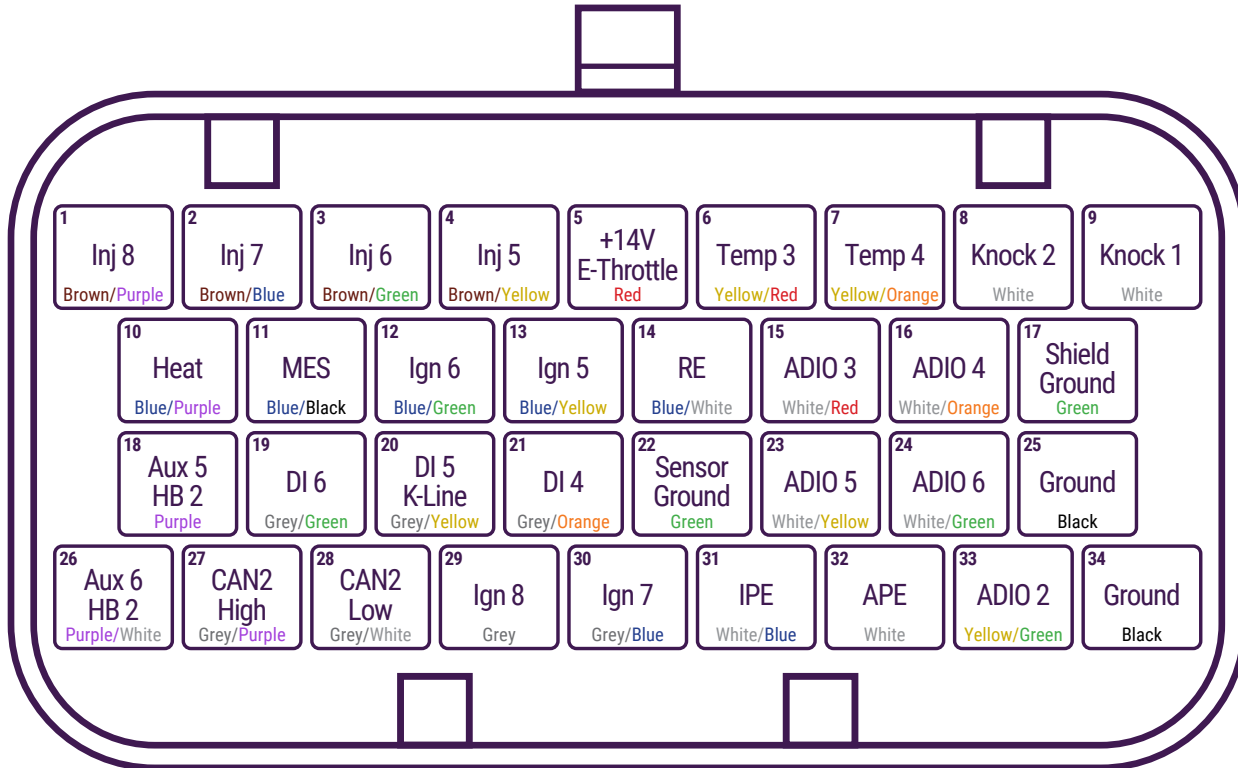 1
Inj 8
Brown/Purple
2
Inj 7
Brown/Blue
3
Inj 6
Brown/Green
4
Inj 5
Brown/Yellow
5
+14V
E-Throttle
Red
6
Temp 3
Yellow/Red
7
Temp 4
Yellow/Orange
8
Knock 2
White
9
Knock 1
White
10
Heat
Blue/Purple
11
MES
Blue/Black
12
Ign 6
Blue/Green
13
Ign 5
Blue/Yellow
14
RE
Blue/White
15
ADIO 3
White/Red
16
ADIO 4
White/Orange
17
Shield
Ground
Green
18
Aux 5
HB 2
Purple
19
DI 6
Grey/Green
20
DI 5
K-Line
Grey/Yellow
21
DI 4
Grey/Orange
22
Sensor
Ground
Green
23
ADIO 5
White/Yellow
24
ADIO 6
White/Green
25
Ground
Black
26
Aux 6
HB 2
Purple/White
27
CAN2
High
Grey/Purple
28
CAN2
Low
Grey/White
29
Ign 8
Grey
30
Ign 7
Grey/Blue
31
IPE
White/Blue
32
APE
White
33
ADIO 2
Yellow/Green
34
Ground
Black